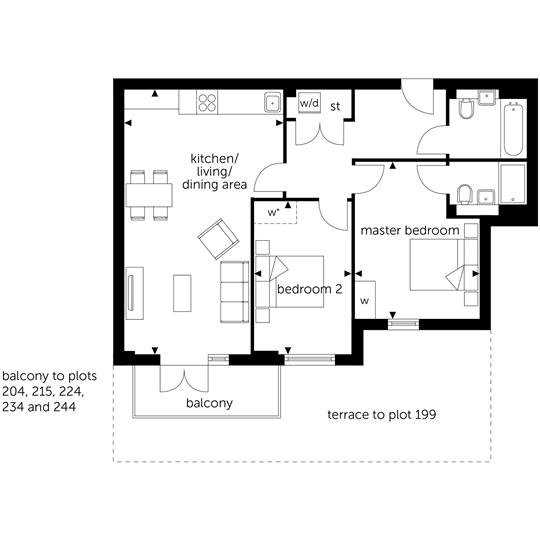 w/d
st
kitchen/
living/
dining area
w*
master bedroom
bedroom 2
w
balcony to plots
204, 215, 224,
234 and 244
balcony
terrace to plot 199